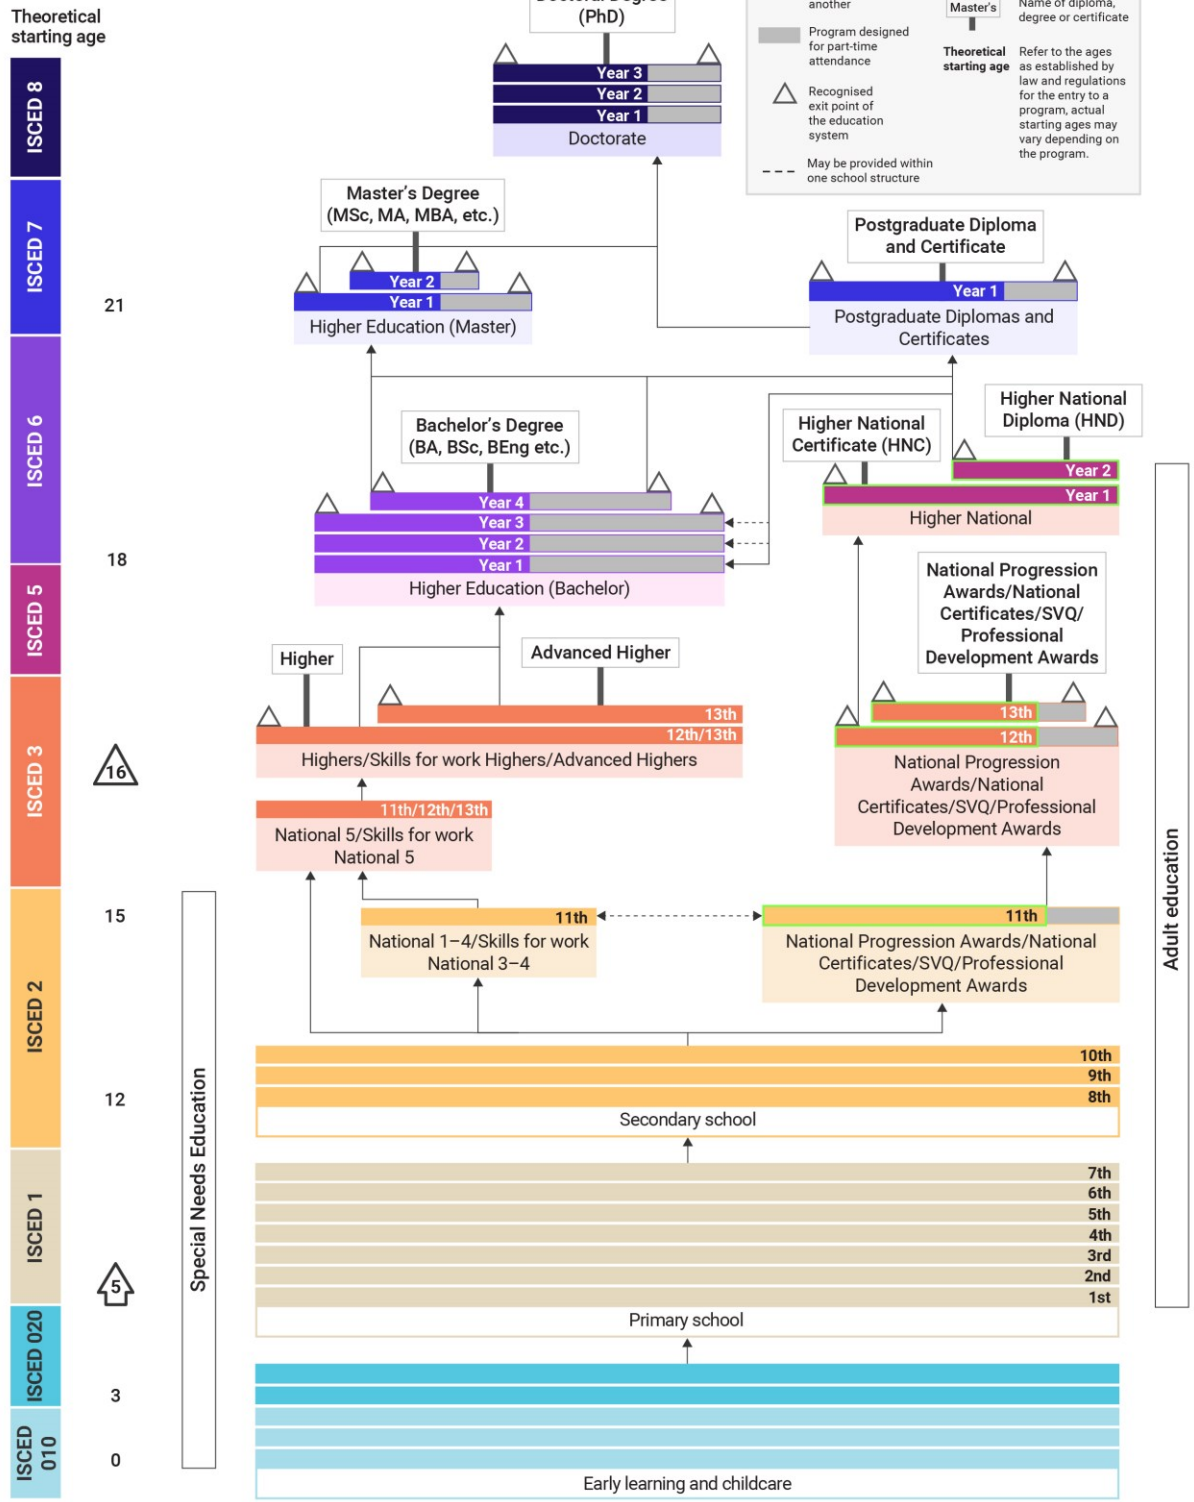 Theoretical
starting age
ISCED 8
ISCED 7
ISCED 6
ISCED 5
ISCED 3
ISCED 2
ISCED 1
ISCED 020
ISCED
010
21
18
16
15
12
5
3
0
Special Needs Education
Adult education
another
Program designed
for part-time
attendance
Recognised
exit point of
the education
system
May be provided within
one school structure
Master's
Name of diploma,
degree or certificate
Theoretical
starting age
Refer to the ages
as established by
law and regulations
for the entry to a
program, actual
starting ages may
vary depending on
the program.
Doctoral Degree
(PhD)
Year 3
Year 2
Year 1
Doctorate
Master's Degree
(MSc, MA, MBA, etc.)
Year 2
Year 1
Higher Education (Master)
Postgraduate Diploma
and Certificate
Year 1
Postgraduate Diplomas and
Certificates
Bachelor's Degree
(BA, BSc, BEng etc.)
Year 4
Year 3
Year 2
Year 1
Higher Education (Bachelor)
Higher National
Certificate (HNC)
Higher National
Diploma (HND)
Year 2
Year 1
Higher National
Higher
Advanced Higher
13th
12th/13th
Highers/Skills for work Highers/Advanced Highers
National Progression
Awards/National
Certificates/SVQ/
Professional
Development Awards
13th
12th
National Progression
Awards/National
Certificates/SVQ/Professional
Development Awards
11th/12th/13th
National 5/Skills for work
National 5
11th
National 1–4/Skills for work
National 3–4
11th
National Progression Awards/National
Certificates/SVQ/Professional
Development Awards
10th
9th
8th
Secondary school
7th
6th
5th
4th
3rd
2nd
1st
Primary school
Early learning and childcare